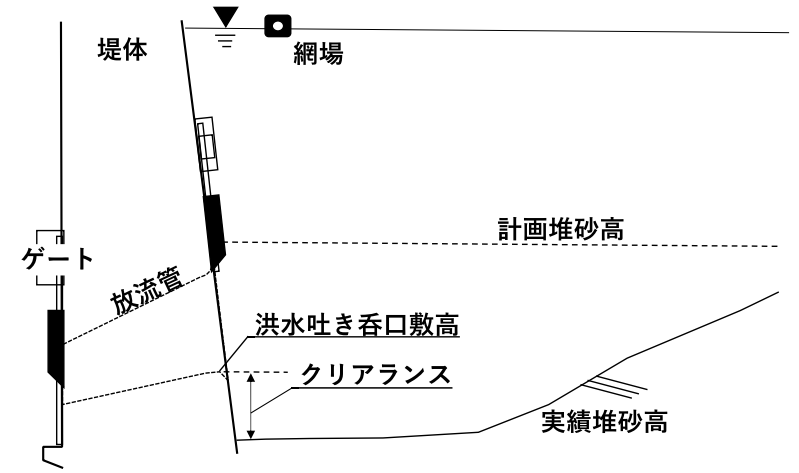 堤体
網場
計画堆砂高
ゲート
放流管
洪水吐き呑口敷高
クリアランス
実績堆砂高